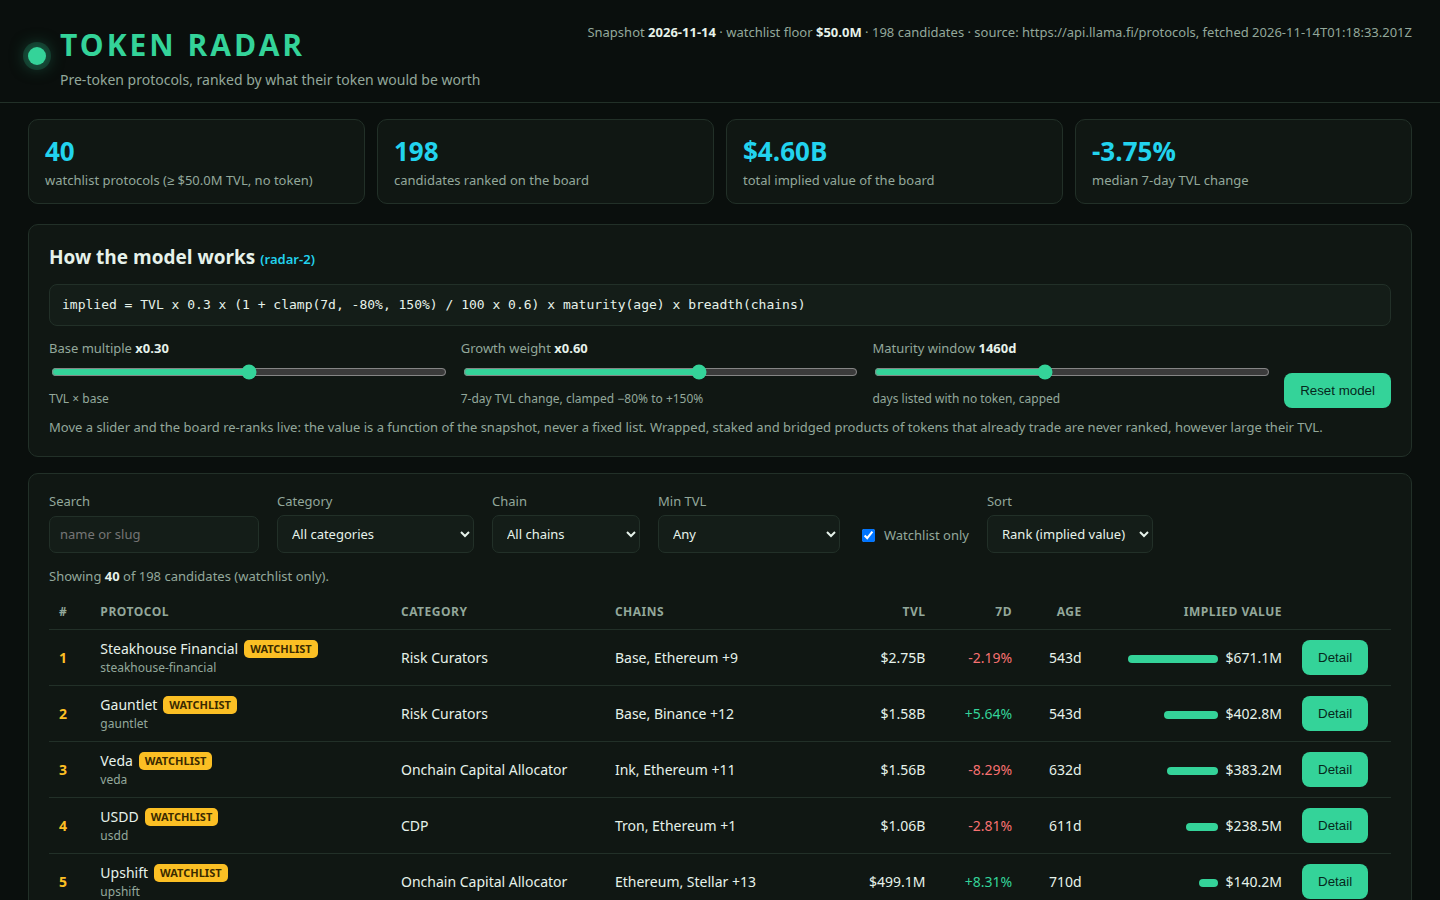 TOKEN RADAR
Pre-token protocols, ranked by what their token would be worth
Snapshot 2026-11-14 · watchlist floor $50.0M · 198 candidates · source: https://api.llama.fi/protocols, fetched 2026-11-14T01:18:33.201Z
40
watchlist protocols (≥ $50.0M TVL, no token)
198
candidates ranked on the board
$4.60B
total implied value of the board
-3.75%
median 7-day TVL change
How the model works (radar-2)
implied = TVL x 0.3 x (1 + clamp(7d, -80%, 150%) / 100 x 0.6) x maturity(age) x breadth(chains)
Base multiple x0.30
TVL × base
Growth weight x0.60
7-day TVL change, clamped −80% to +150%
Maturity window 1460d
days listed with no token, capped
Reset model
Move a slider and the board re-ranks live: the value is a function of the snapshot, never a fixed list. Wrapped, staked and bridged products of tokens that already trade are never ranked, however large their TVL.
Search
name or slug
Category
All categories
Chain
All chains
Min TVL
Any
Watchlist only
Sort
Rank (implied value)
Showing 40 of 198 candidates (watchlist only).
# PROTOCOL CATEGORY CHAINS TVL 7D AGE IMPLIED VALUE
1 Steakhouse Financial WATCHLIST Risk Curators Base, Ethereum +9 $2.75B -2.19% 543d $671.1M Detail
steakhouse-financial
2 Gauntlet WATCHLIST Risk Curators Base, Binance +12 $1.58B +5.64% 543d $402.8M Detail
gauntlet
3 Veda WATCHLIST Onchain Capital Allocator Ink, Ethereum +11 $1.56B -8.29% 632d $383.2M Detail
veda
4 USDD WATCHLIST CDP Tron, Ethereum +1 $1.06B -2.81% 611d $238.5M Detail
usdd
5 Upshift WATCHLIST Onchain Capital Allocator Ethereum, Stellar +13 $499.1M +8.31% 710d $140.2M Detail
upshift